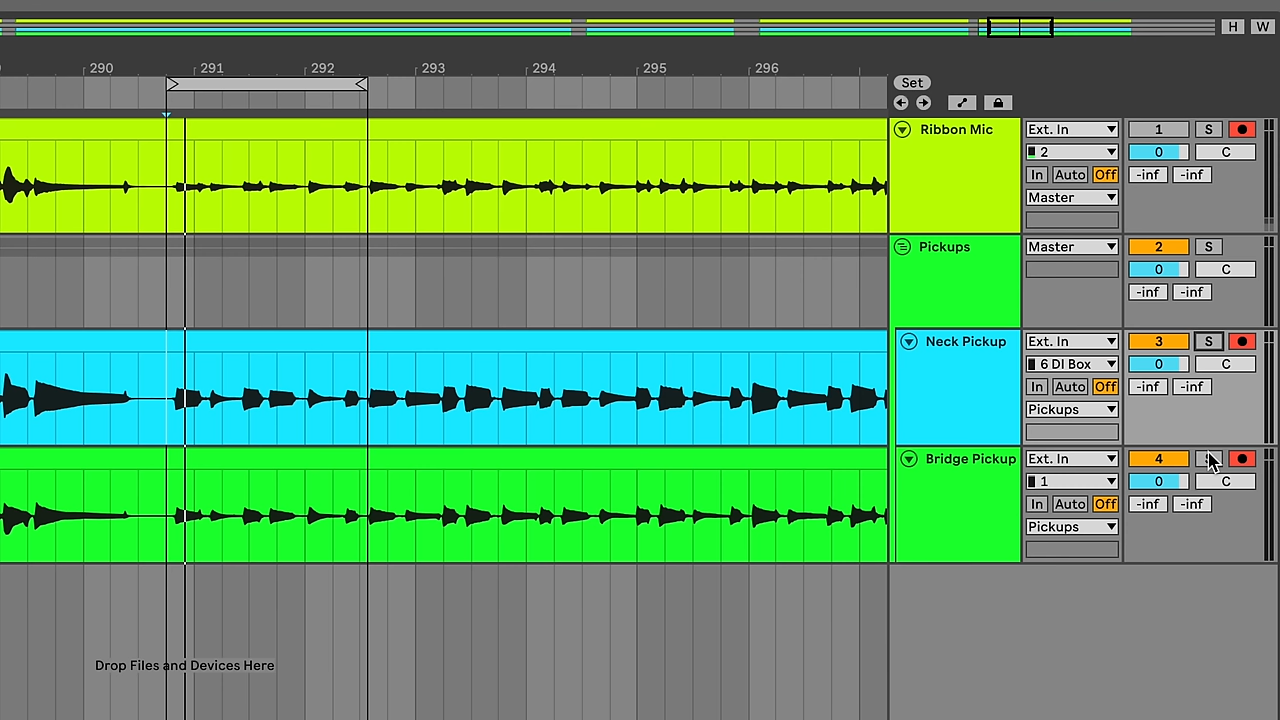 H W
290 291 292 293 294 295 296
Set
Ribbon Mic Ext. In 1 S
2 0 C
In Auto Off -inf -inf
Master
Pickups Master 2 S
0 C
-inf -inf
Neck Pickup Ext. In 3 S
6 DI Box 0 C
In Auto Off -inf -inf
Pickups
Bridge Pickup Ext. In 4
1 0 C
In Auto Off -inf -inf
Pickups
Drop Files and Devices Here